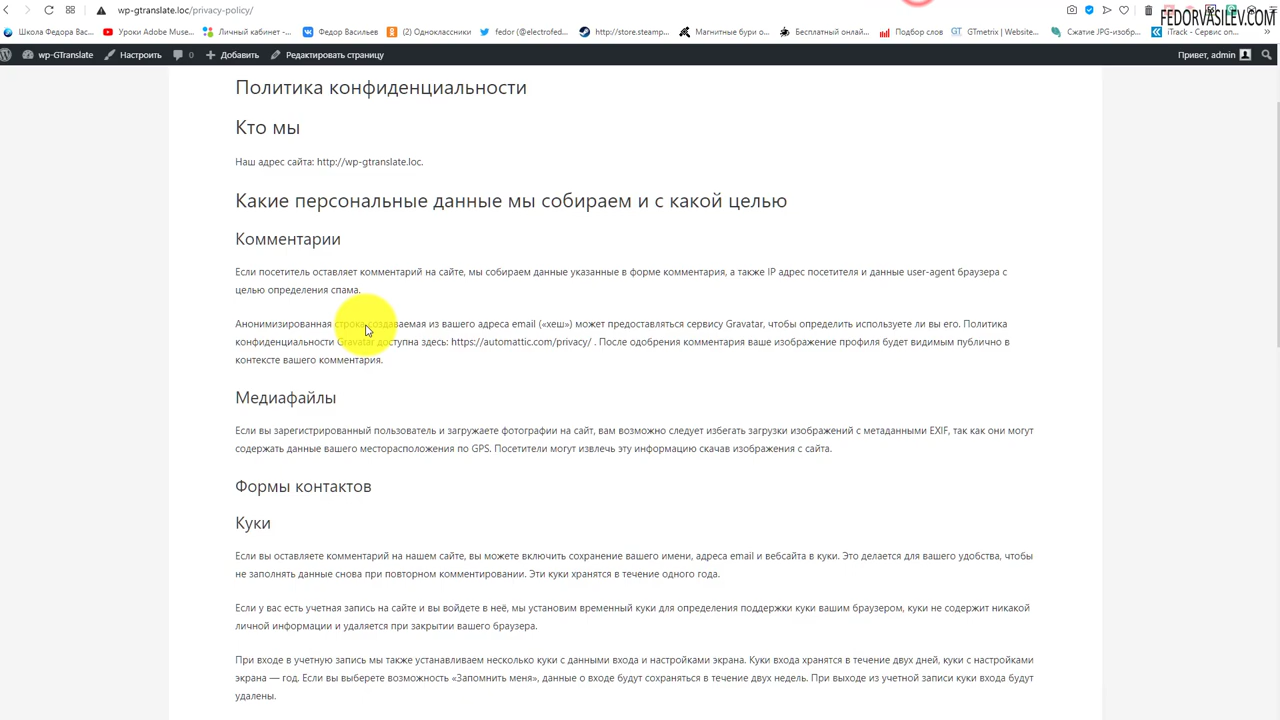 wp-gtranslate.loc/privacy-policy/
FEDORVASILEV.COM
Школа Федора Вас...
Уроки Adobe Muse...
Личный кабинет -...
Федор Васильев
(2) Одноклассники
fedor (@electrofed...
http://store.steamp...
Магнитные бури о...
Бесплатный онлай...
Подбор слов
GTmetrix | Website...
Сжатие JPG-изобр...
iTrack - Сервис оп...
wp-GTranslate
Настроить
0
Добавить
Редактировать страницу
Привет, admin
Политика конфиденциальности
Кто мы
Наш адрес сайта: http://wp-gtranslate.loc.
Какие персональные данные мы собираем и с какой целью
Комментарии
Если посетитель оставляет комментарий на сайте, мы собираем данные указанные в форме комментария, а также IP адрес посетителя и данные user-agent браузера с
целью определения спама.
Анонимизированная строка создаваемая из вашего адреса email («хеш») может предоставляться сервису Gravatar, чтобы определить используете ли вы его. Политика
конфиденциальности Gravatar доступна здесь: https://automattic.com/privacy/ . После одобрения комментария ваше изображение профиля будет видимым публично в
контексте вашего комментария.
Медиафайлы
Если вы зарегистрированный пользователь и загружаете фотографии на сайт, вам возможно следует избегать загрузки изображений с метаданными EXIF, так как они могут
содержать данные вашего месторасположения по GPS. Посетители могут извлечь эту информацию скачав изображения с сайта.
Формы контактов
Куки
Если вы оставляете комментарий на нашем сайте, вы можете включить сохранение вашего имени, адреса email и вебсайта в куки. Это делается для вашего удобства, чтобы
не заполнять данные снова при повторном комментировании. Эти куки хранятся в течение одного года.
Если у вас есть учетная запись на сайте и вы войдете в неё, мы установим временный куки для определения поддержки куки вашим браузером, куки не содержит никакой
личной информации и удаляется при закрытии вашего браузера.
При входе в учетную запись мы также устанавливаем несколько куки с данными входа и настройками экрана. Куки входа хранятся в течение двух дней, куки с настройками
экрана — год. Если вы выберете возможность «Запомнить меня», данные о входе будут сохраняться в течение двух недель. При выходе из учетной записи куки входа будут
удалены.